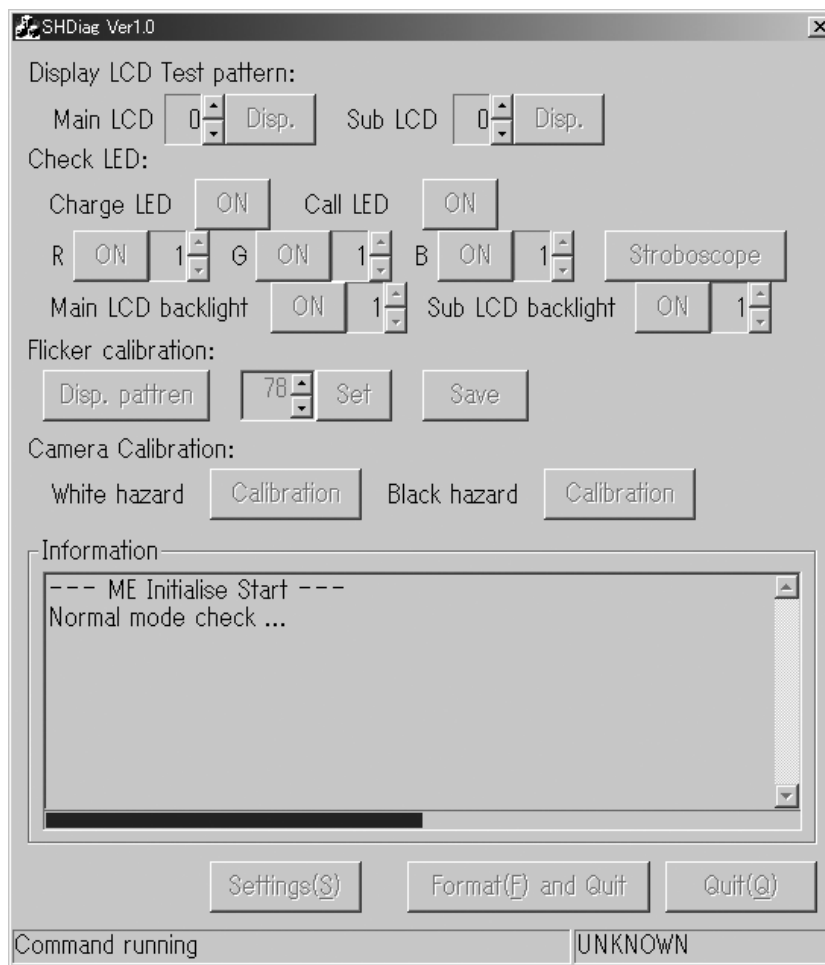 SHDiag Ver1.0
Display LCD Test pattern:
Main LCD 0 Disp. Sub LCD 0 Disp.
Check LED:
Charge LED ON Call LED ON
R ON 1 G ON 1 B ON 1 Stroboscope
Main LCD backlight ON 1 Sub LCD backlight ON 1
Flicker calibration:
Disp. pattren 78 Set Save
Camera Calibration:
White hazard Calibration Black hazard Calibration
Information
--- ME Initialise Start ---
Normal mode check ...
Settings(S) Format(F) and Quit Quit(Q)
Command running UNKNOWN